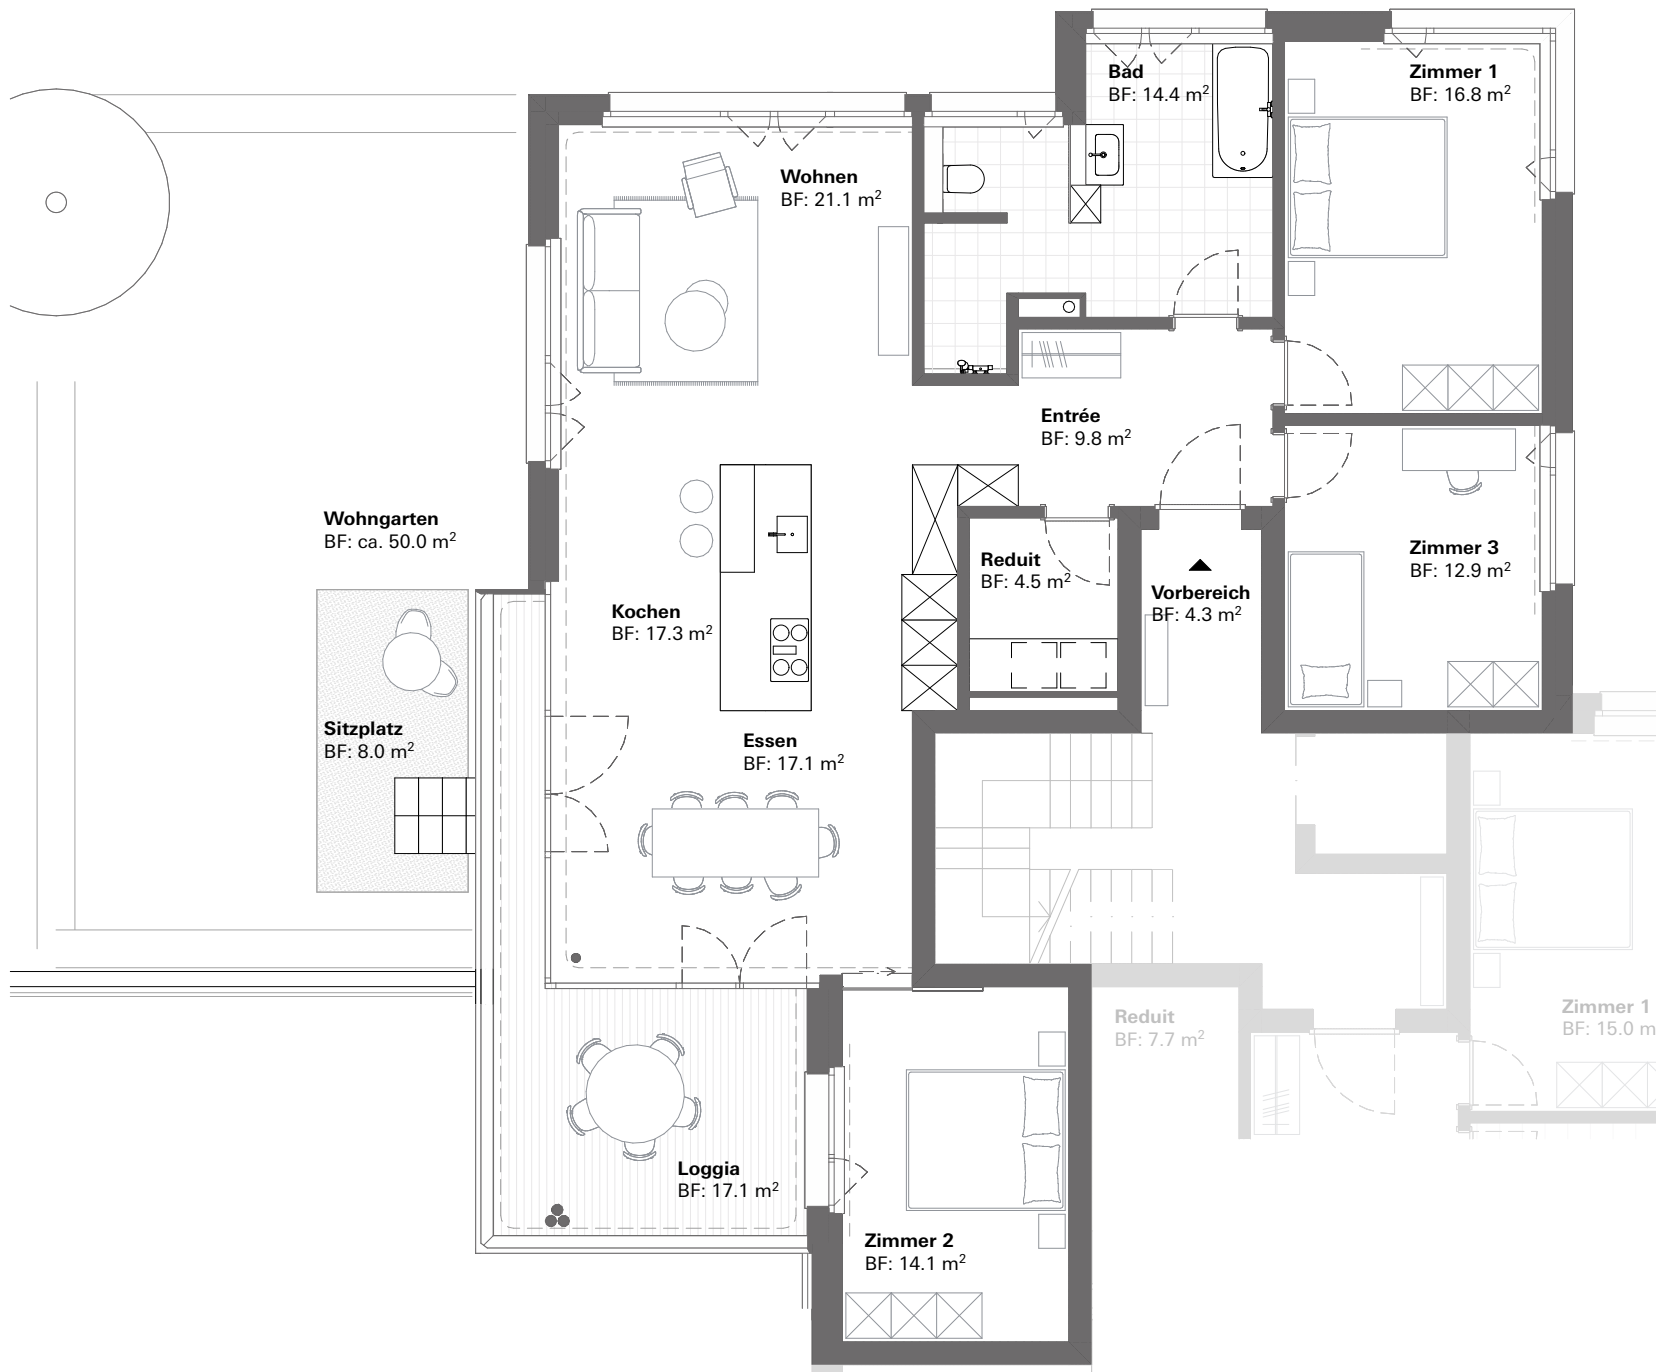 Bad
BF: 14.4 m²
Zimmer 1
BF: 16.8 m²
Wohnen
BF: 21.1 m²
Entrée
BF: 9.8 m²
Wohngarten
BF: ca. 50.0 m²
Reduit
BF: 4.5 m²
Zimmer 3
BF: 12.9 m²
Vorbereich
BF: 4.3 m²
Kochen
BF: 17.3 m²
Sitzplatz
BF: 8.0 m²
Essen
BF: 17.1 m²
Reduit
BF: 7.7 m²
Zimmer 1
BF: 15.0 m
Loggia
BF: 17.1 m²
Zimmer 2
BF: 14.1 m²